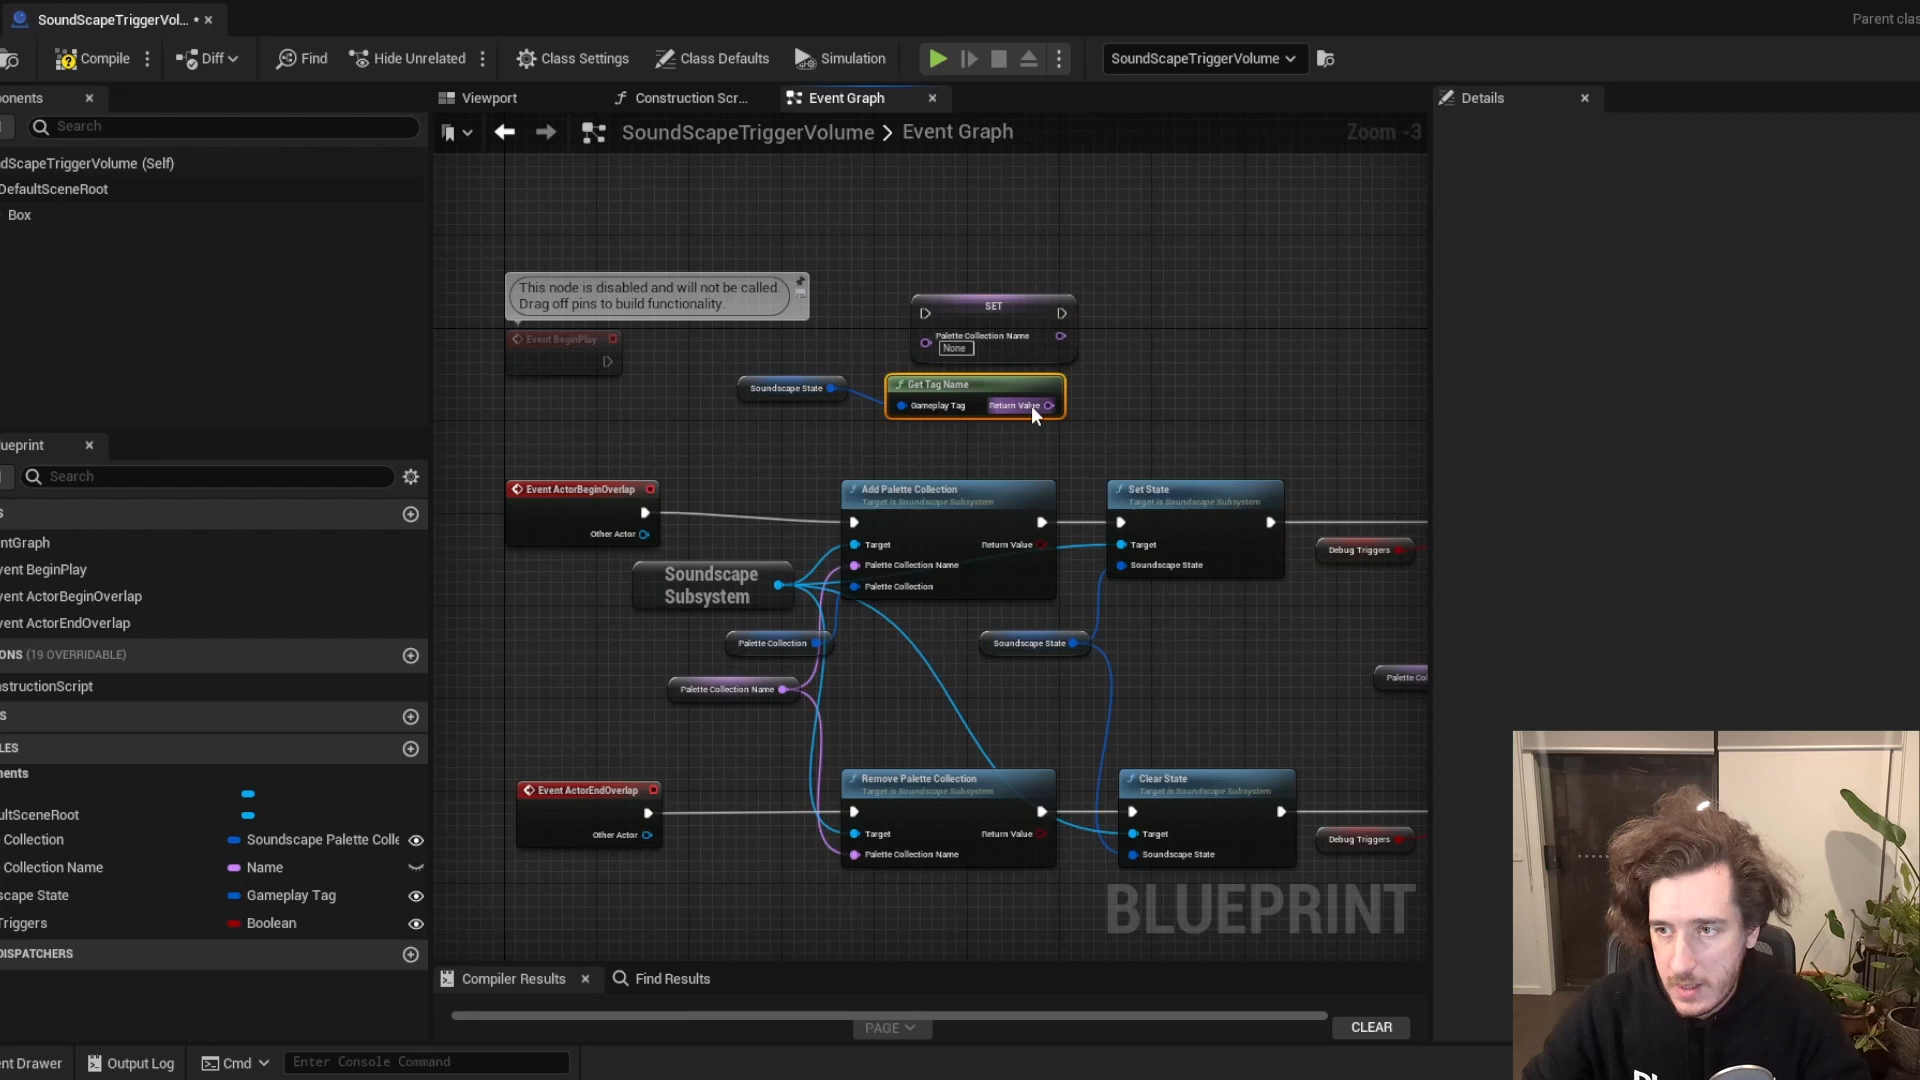 SoundScapeTriggerVol... •
Parent clas
Compile
Diff
Find
Hide Unrelated
Class Settings
Class Defaults
Simulation
SoundScapeTriggerVolume
onents
Viewport
Construction Scr...
Event Graph
Details
Search
SoundScapeTriggerVolume > Event Graph
Zoom -3
dScapeTriggerVolume (Self)
DefaultSceneRoot
Box
This node is disabled and will not be called.
Drag off pins to build functionality.
SET
Palette Collection Name
None
Event BeginPlay
Soundscape State
Get Tag Name
Gameplay Tag
Return Value
lueprint
Search
S
ntGraph
vent BeginPlay
vent ActorBeginOverlap
vent ActorEndOverlap
ONS (19 OVERRIDABLE)
nstructionScript
S
LES
nents
ultSceneRoot
Collection
Soundscape Palette Colle
Collection Name
Name
scape State
Gameplay Tag
Triggers
Boolean
DISPATCHERS
Event ActorBeginOverlap
Other Actor
Add Palette Collection
Target is Soundscape Subsystem
Target
Return Value
Palette Collection Name
Palette Collection
Set State
Target is Soundscape Subsystem
Target
Soundscape State
Debug Triggers
Soundscape
Subsystem
Palette Collection
Soundscape State
Palette Collection Name
Palette Co
Event ActorEndOverlap
Other Actor
Remove Palette Collection
Target is Soundscape Subsystem
Target
Return Value
Palette Collection Name
Clear State
Target is Soundscape Subsystem
Target
Soundscape State
Debug Triggers
BLUEPRINT
Compiler Results
Find Results
PAGE
CLEAR
ent Drawer
Output Log
Cmd
Enter Console Command